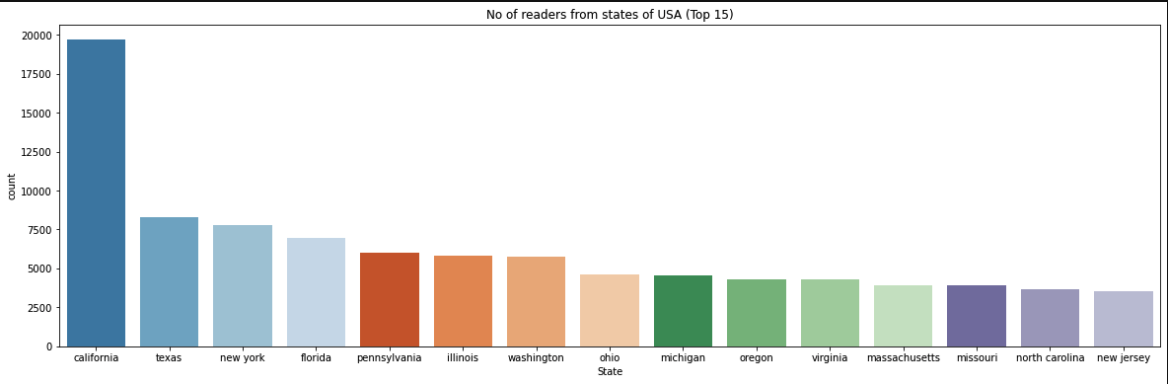 No of readers from states of USA (Top 15)
20000
17500
15000
12500
10000
7500
5000
2500
0
count
california texas new york florida pennsylvania illinois washington ohio michigan oregon virginia massachusetts missouri north carolina new jersey
State